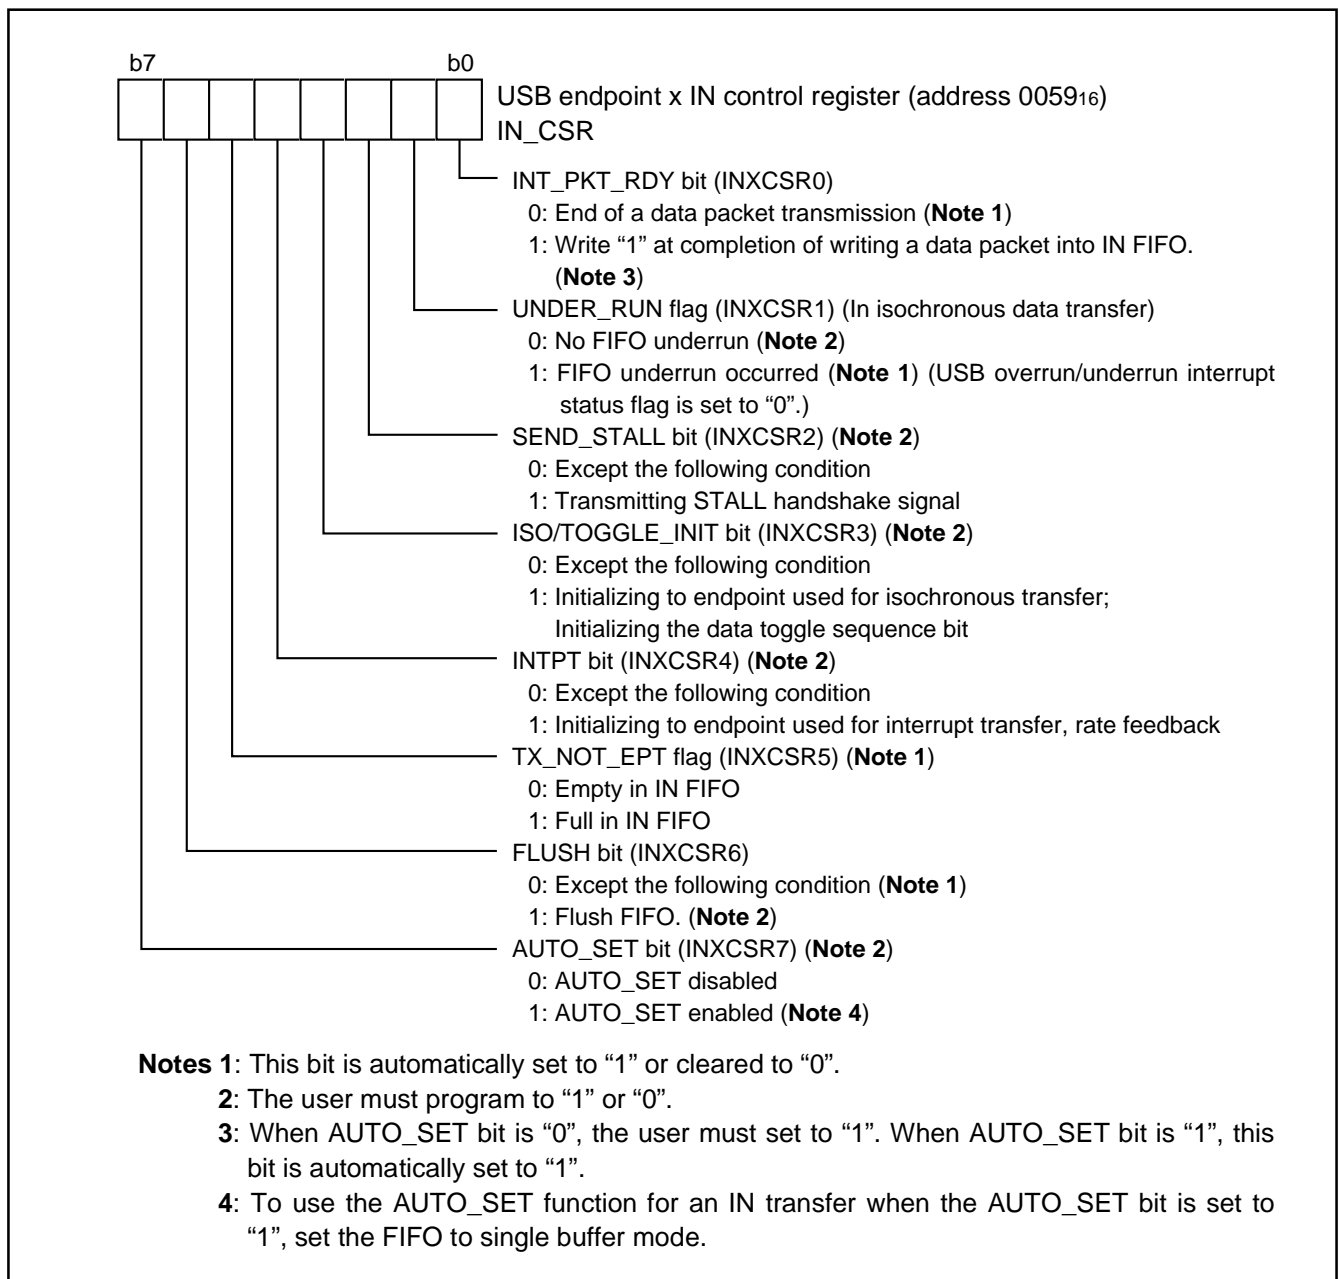 b7 b0
USB endpoint x IN control register (address 005916)
IN_CSR
INT_PKT_RDY bit (INXCSR0)
0: End of a data packet transmission (Note 1)
1: Write “1” at completion of writing a data packet into IN FIFO.
(Note 3)
UNDER_RUN flag (INXCSR1) (In isochronous data transfer)
0: No FIFO underrun (Note 2)
1: FIFO underrun occurred (Note 1) (USB overrun/underrun interrupt
status flag is set to “0”.)
SEND_STALL bit (INXCSR2) (Note 2)
0: Except the following condition
1: Transmitting STALL handshake signal
ISO/TOGGLE_INIT bit (INXCSR3) (Note 2)
0: Except the following condition
1: Initializing to endpoint used for isochronous transfer;
Initializing the data toggle sequence bit
INTPT bit (INXCSR4) (Note 2)
0: Except the following condition
1: Initializing to endpoint used for interrupt transfer, rate feedback
TX_NOT_EPT flag (INXCSR5) (Note 1)
0: Empty in IN FIFO
1: Full in IN FIFO
FLUSH bit (INXCSR6)
0: Except the following condition (Note 1)
1: Flush FIFO. (Note 2)
AUTO_SET bit (INXCSR7) (Note 2)
0: AUTO_SET disabled
1: AUTO_SET enabled (Note 4)
Notes 1: This bit is automatically set to “1” or cleared to “0”.
2: The user must program to “1” or “0”.
3: When AUTO_SET bit is “0”, the user must set to “1”. When AUTO_SET bit is “1”, this
bit is automatically set to “1”.
4: To use the AUTO_SET function for an IN transfer when the AUTO_SET bit is set to
“1”, set the FIFO to single buffer mode.